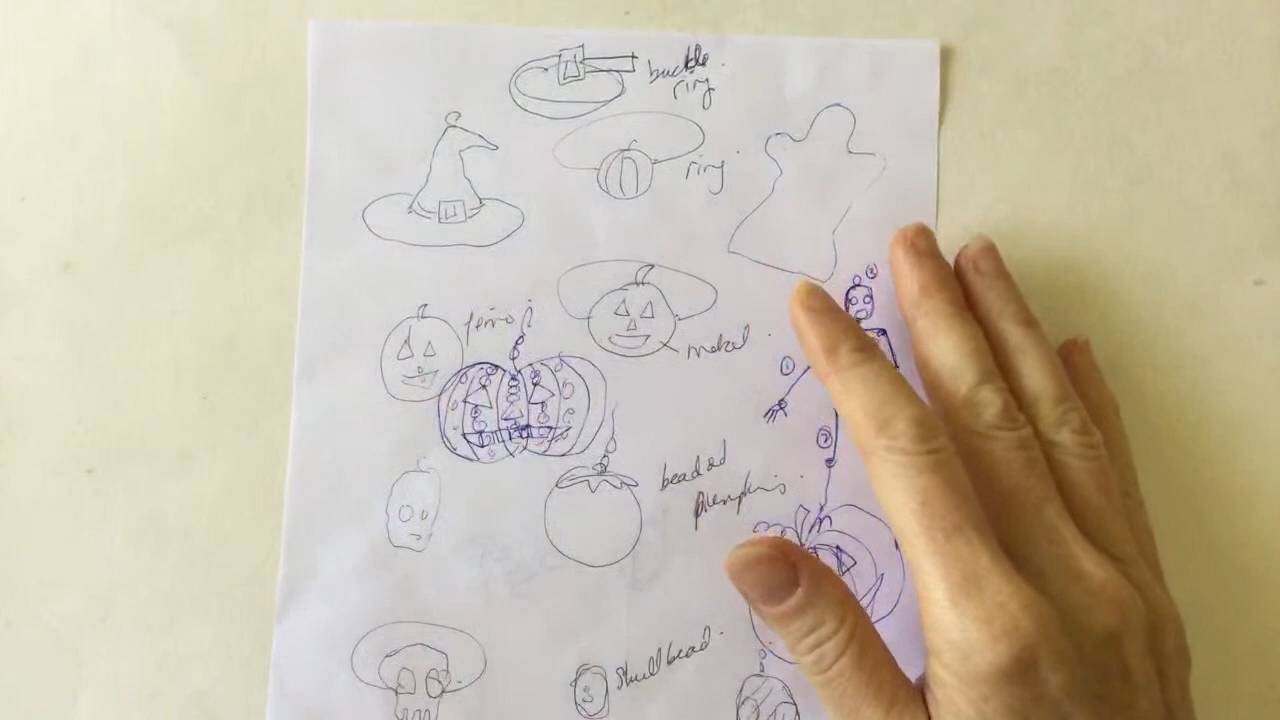 buckle
ring
ring
metal
beaded
pumpkins
skull bead